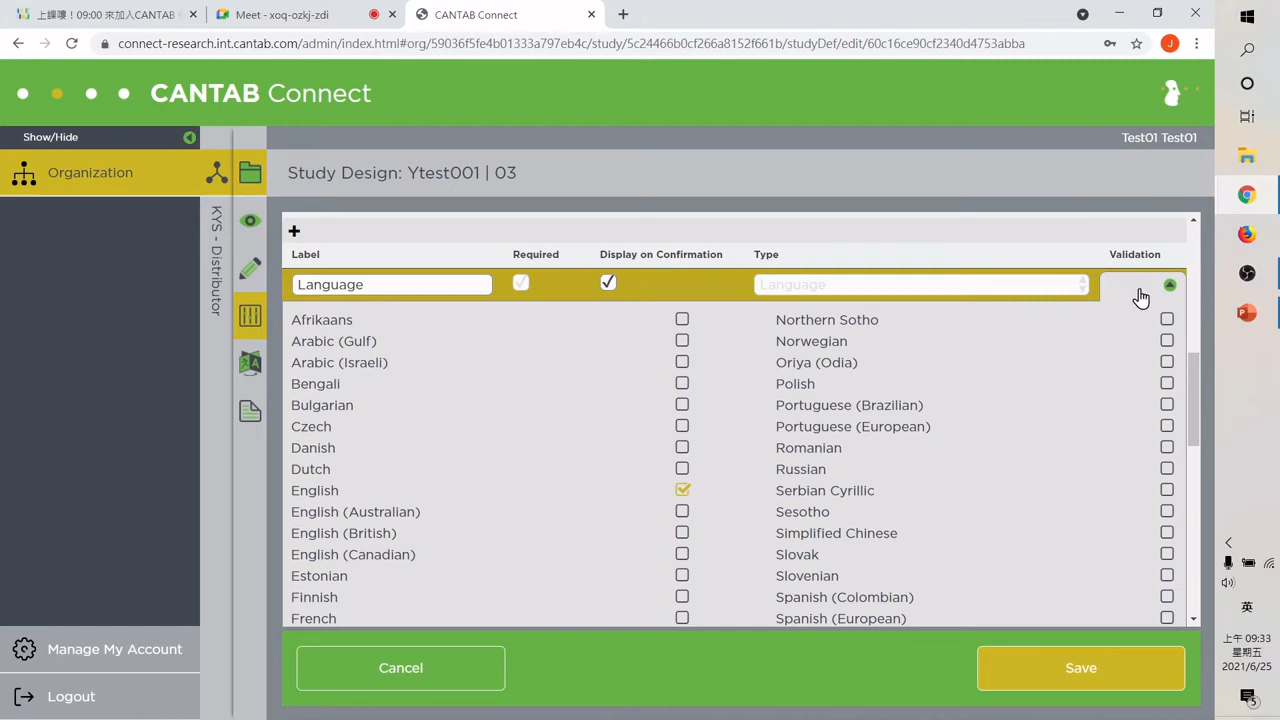 上課嘍！09:00 來加入CANTAB
Meet - xoq-ozkj-zdi
CANTAB Connect
connect-research.int.cantab.com/admin/index.html#org/59036f5fe4b01333a797eb4c/study/5c24466b0cf266a8152f661b/studyDef/edit/60c16ce90cf2340d4753abba
J
CANTAB Connect
Show/Hide
Test01 Test01
Organization
Study Design: Ytest001 | 03
KYS - Distributor
Label Required Display on Confirmation Type Validation
Language Language
Afrikaans Northern Sotho
Arabic (Gulf) Norwegian
Arabic (Israeli) Oriya (Odia)
Bengali Polish
Bulgarian Portuguese (Brazilian)
Czech Portuguese (European)
Danish Romanian
Dutch Russian
English Serbian Cyrillic
English (Australian) Sesotho
English (British) Simplified Chinese
English (Canadian) Slovak
Estonian Slovenian
Finnish Spanish (Colombian)
French Spanish (European)
Manage My Account
Logout
Cancel Save
英
上午 09:33
星期五
2021/6/25
5